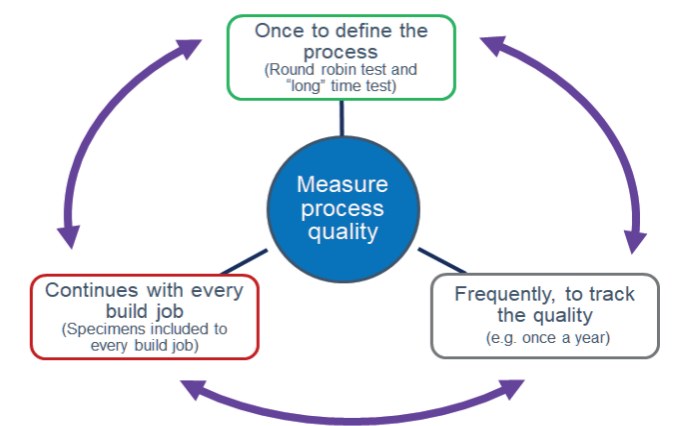 Once to define the
process
(Round robin test and
“long” time test)
Measure
process
quality
Continues with every
build job
(Specimens included to
every build job)
Frequently, to track
the quality
(e.g. once a year)